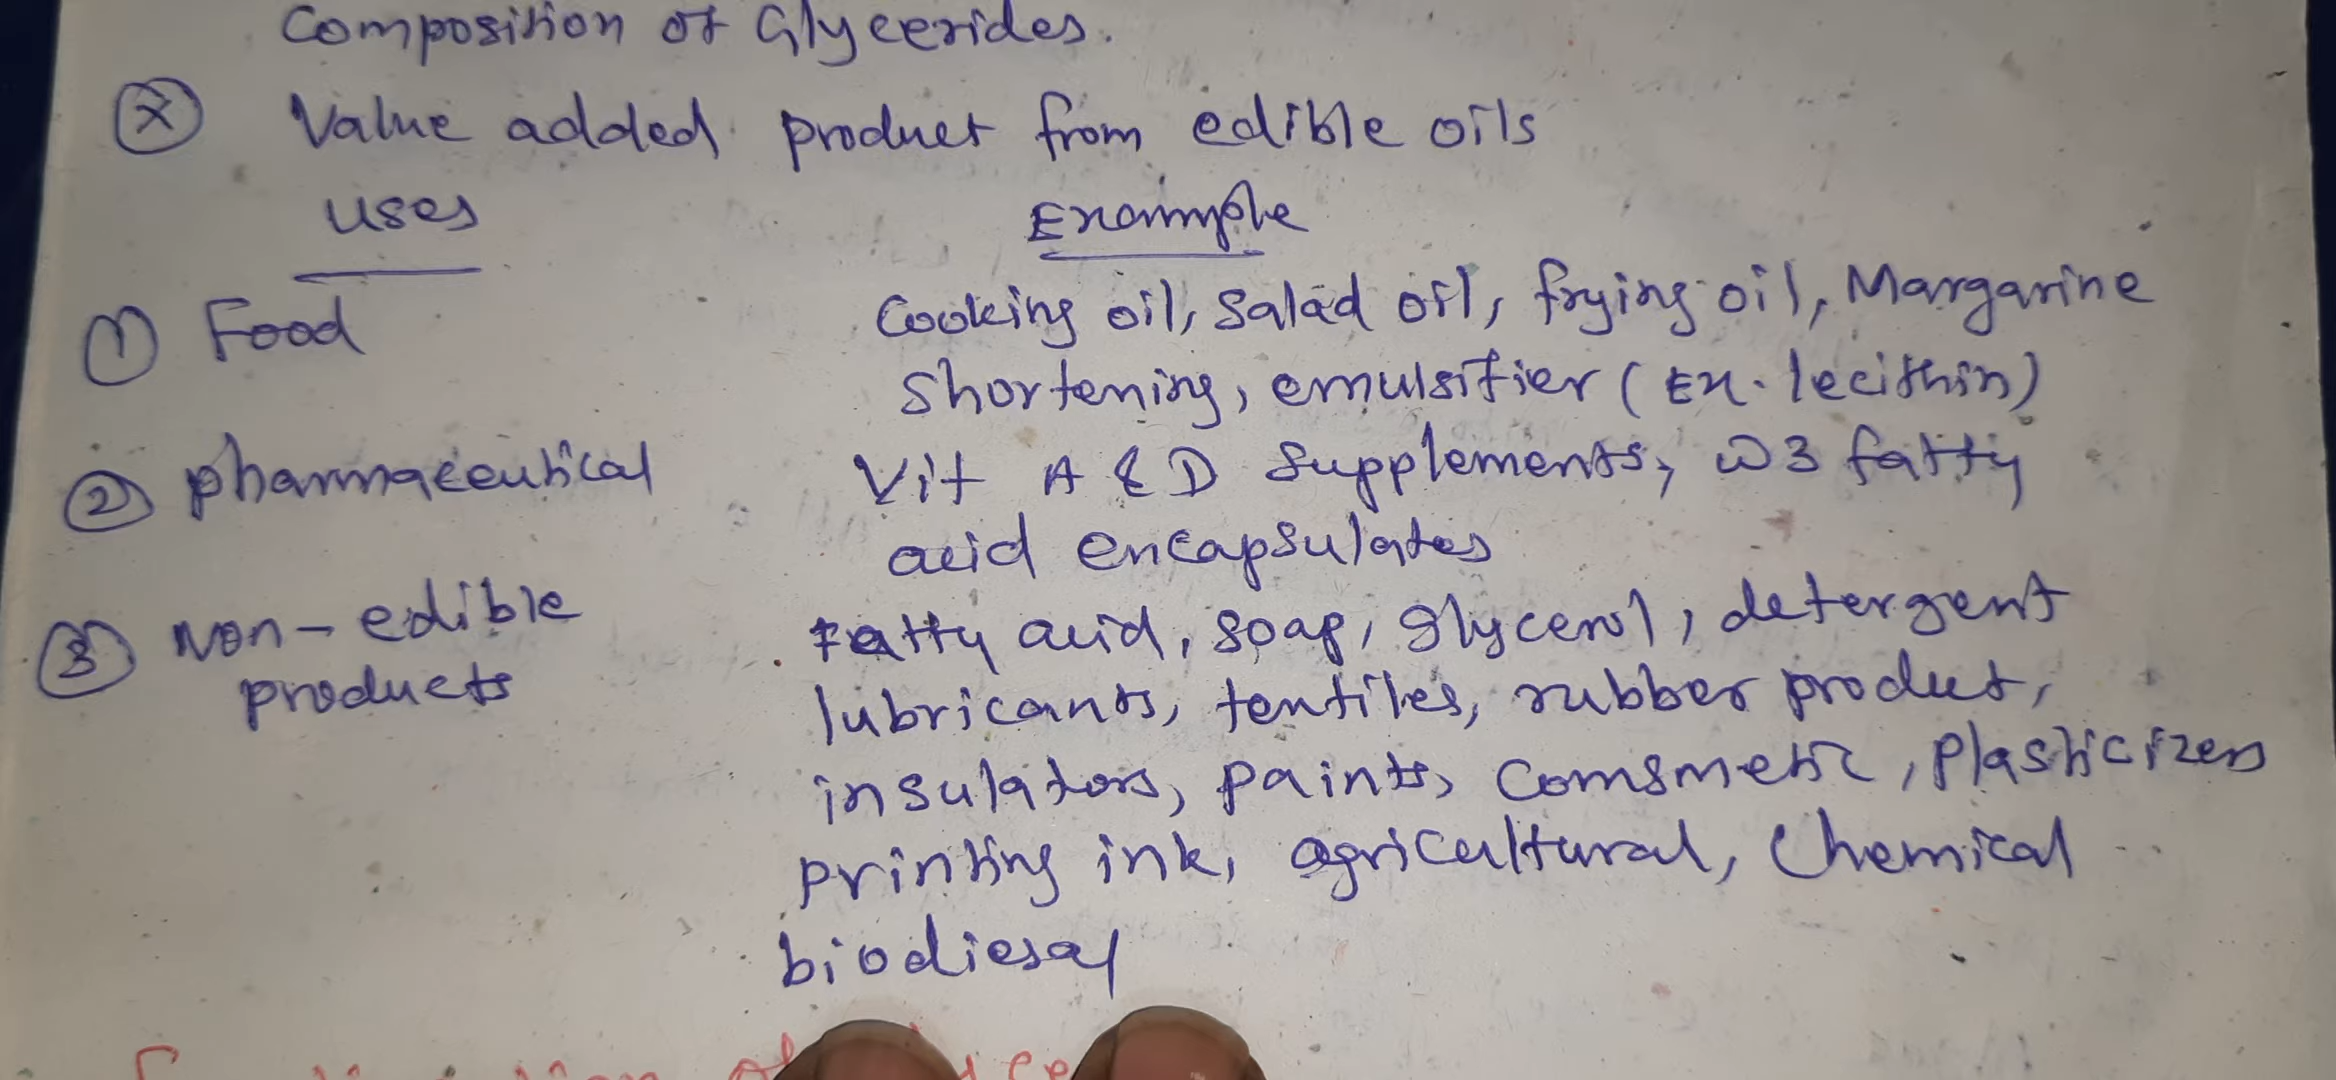 Composition of Glycerides.
(x) Value added product from edible oils
Uses Example
(1) Food Cooking oil, Salad oil, frying oil, Margarine
Shortening, emulsifier (Ex. lecithin)
(2) pharmaceutical Vit A & D Supplements, ω3 fatty
acid encapsulates
(3) Non-edible Fatty acid, soap, glycerol, detergent
products lubricants, textiles, rubber product,
insulators, paints, comsmetic, plasticizers
printing ink, agricultural, Chemical
biodiesal